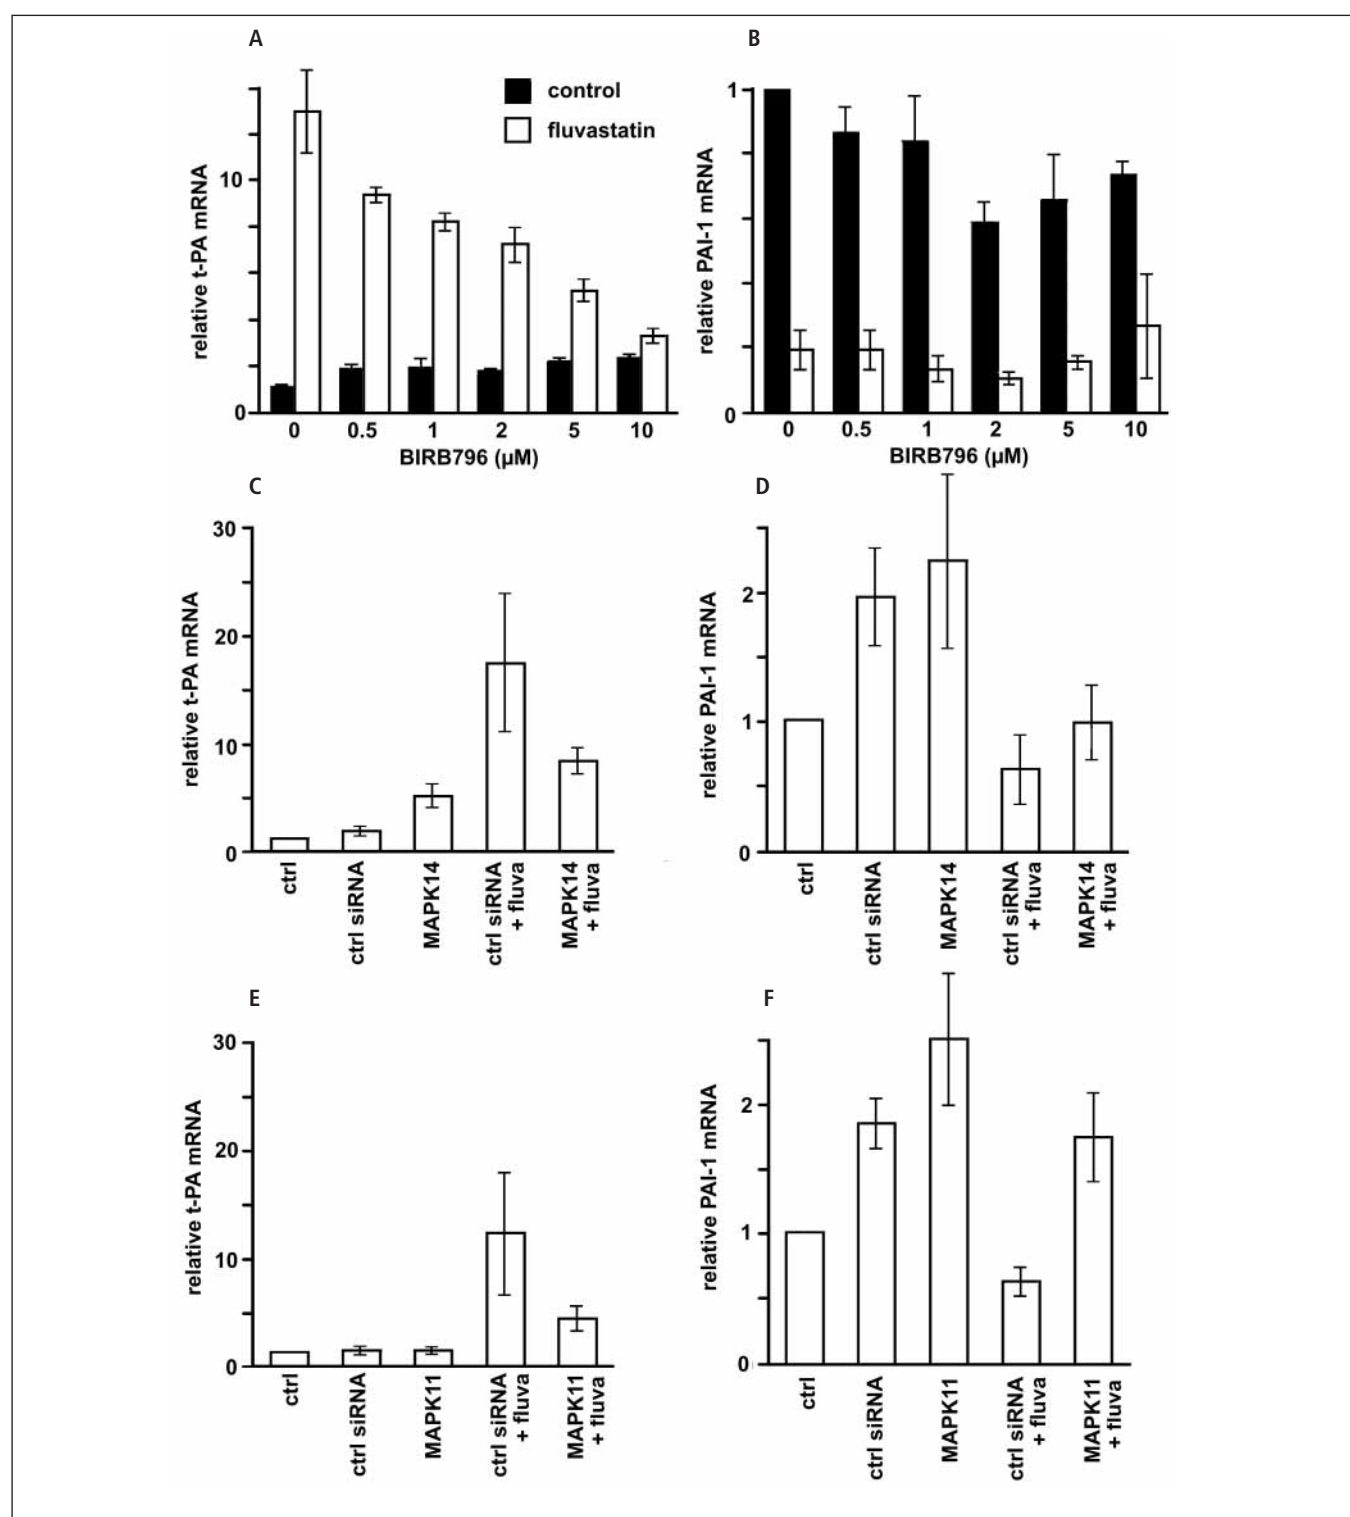 A
B
control
fluvastatin
relative t-PA mRNA
10
0
0 0.5 1 2 5 10
BIRB796 (µM)
relative PAI-1 mRNA
1
0
0 0.5 1 2 5 10
BIRB796 (µM)
C
D
relative t-PA mRNA
30
20
10
0
ctrl
ctrl siRNA
MAPK14
ctrl siRNA
+ fluva
MAPK14
+ fluva
relative PAI-1 mRNA
2
1
0
ctrl
ctrl siRNA
MAPK14
ctrl siRNA
+ fluva
MAPK14
+ fluva
E
F
relative t-PA mRNA
30
20
10
0
ctrl
ctrl siRNA
MAPK11
ctrl siRNA
+ fluva
MAPK11
+ fluva
relative PAI-1 mRNA
2
1
0
ctrl
ctrl siRNA
MAPK11
ctrl siRNA
+ fluva
MAPK11
+ fluva